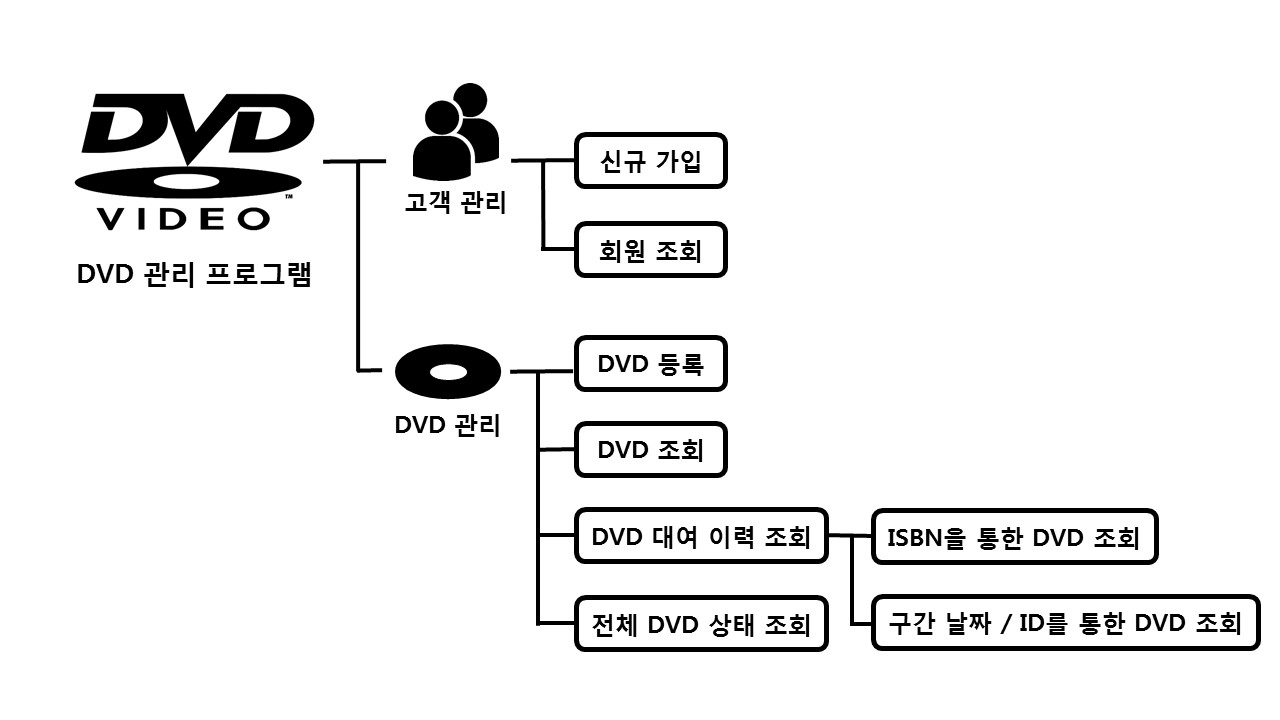 DVD
VIDEO
TM
DVD 관리 프로그램
고객 관리
신규 가입
회원 조회
DVD 관리
DVD 등록
DVD 조회
DVD 대여 이력 조회
ISBN을 통한 DVD 조회
구간 날짜 / ID를 통한 DVD 조회
전체 DVD 상태 조회